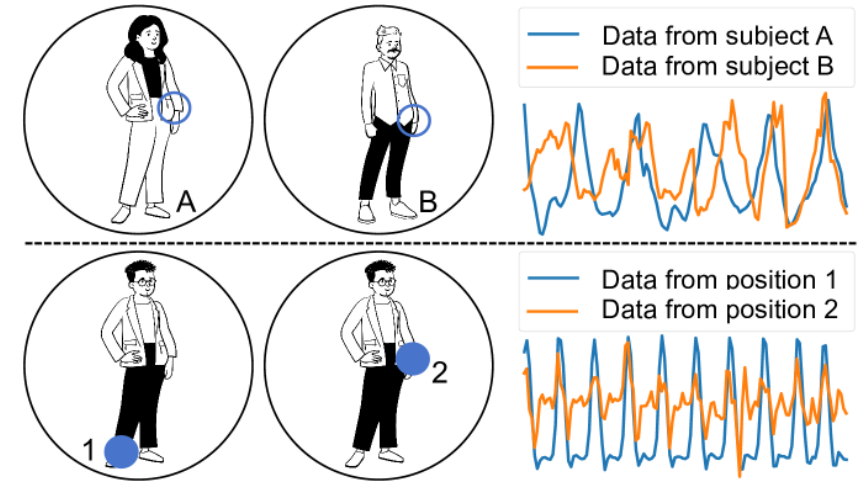 A
B
Data from subject A
Data from subject B
1
2
Data from position 1
Data from position 2